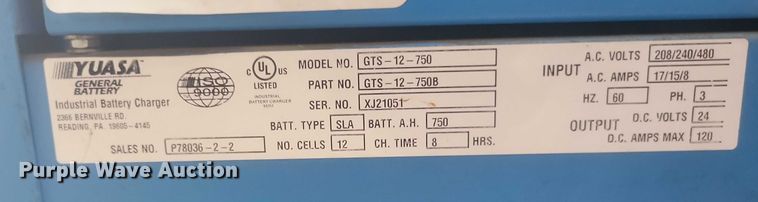 YUASA
GENERAL
BATTERY
Industrial Battery Charger
2366 BERNVILLE RD.
READING, PA. 19605-4145
SALES NO. P78036-2-2
C UL US
LISTED
INDUSTRIAL
BATTERY CHARGER
ISO
9000
MODEL NO. GTS-12-750
PART NO. GTS-12-750B
SER. NO. XJ21051
BATT. TYPE SLA BATT. A.H. 750
NO. CELLS 12 CH. TIME 8 HRS.
INPUT
A.C. VOLTS 208/240/480
A.C. AMPS 17/15/8
HZ. 60 PH. 3
OUTPUT
D.C. VOLTS 24
D.C. AMPS MAX 120
Purple Wave Auction